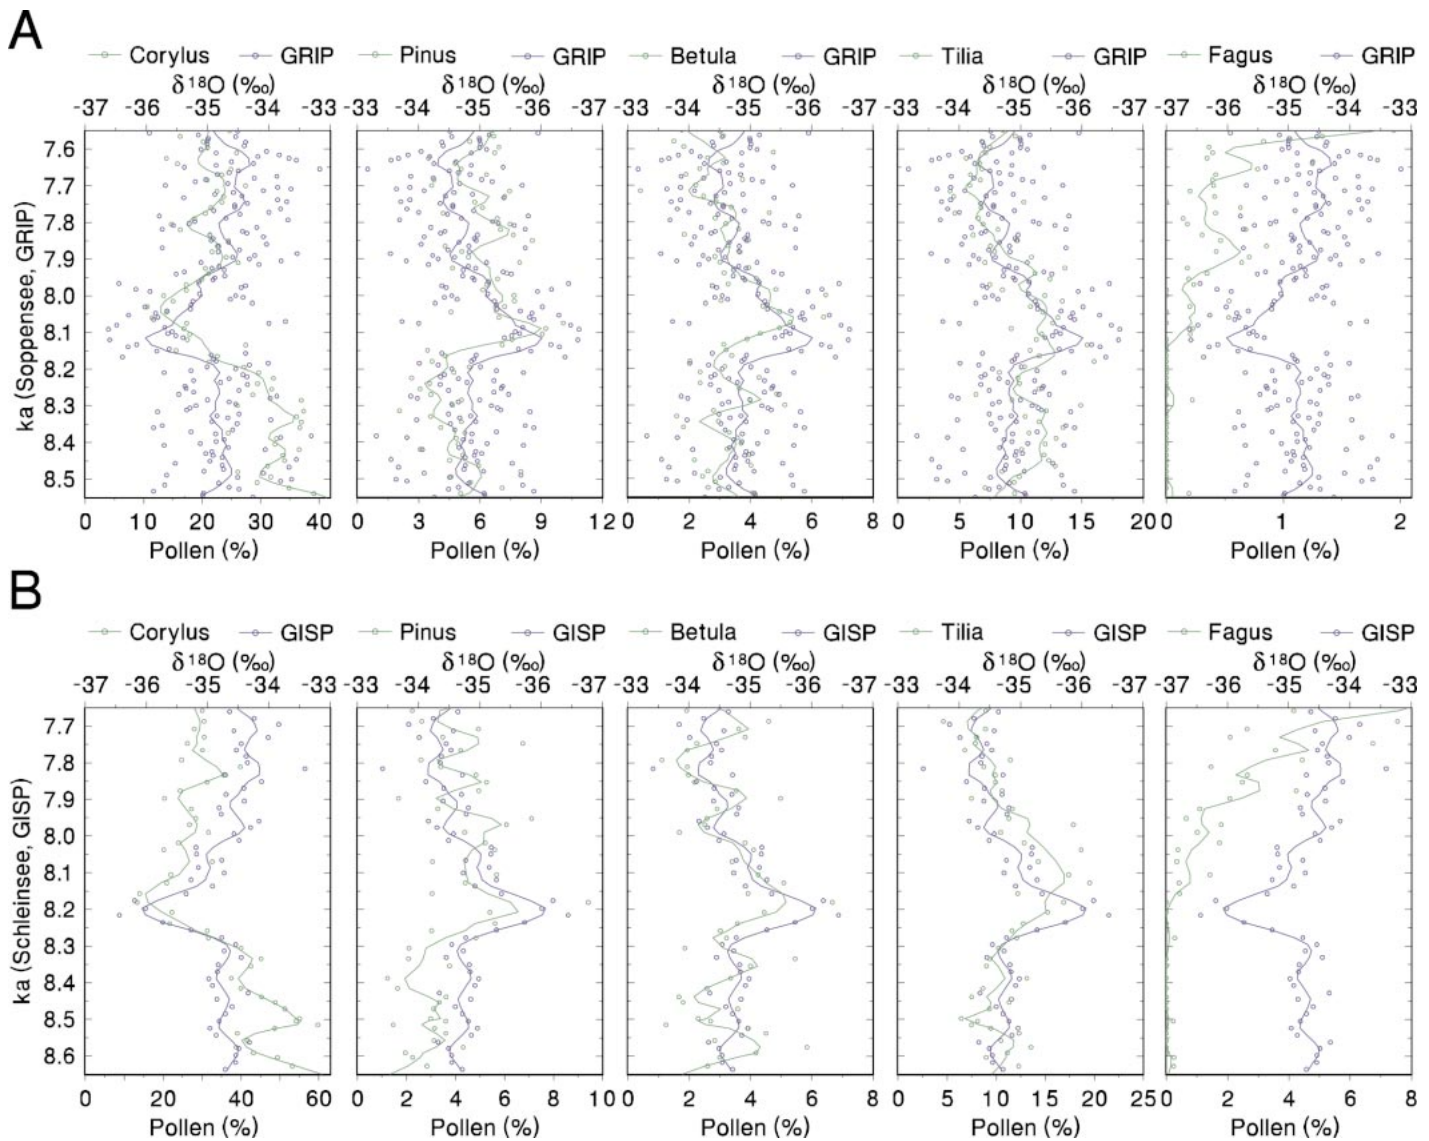 A
Corylus GRIP Pinus GRIP Betula GRIP Tilia GRIP Fagus GRIP
δ18O (‰) δ18O (‰) δ18O (‰) δ18O (‰) δ18O (‰)
-37 -36 -35 -34 -33 -33 -34 -35 -36 -37 -33 -34 -35 -36 -37 -33 -34 -35 -36 -37 -37 -36 -35 -34 -33
ka (Soppensee, GRIP)
7.6
7.7
7.8
7.9
8.0
8.1
8.2
8.3
8.4
8.5
0 10 20 30 40 0 3 6 9 12 0 2 4 6 8 0 5 10 15 20 0 1 2
Pollen (%) Pollen (%) Pollen (%) Pollen (%) Pollen (%)
B
Corylus GISP Pinus GISP Betula GISP Tilia GISP Fagus GISP
δ18O (‰) δ18O (‰) δ18O (‰) δ18O (‰) δ18O (‰)
-37 -36 -35 -34 -33 -33 -34 -35 -36 -37 -33 -34 -35 -36 -37 -33 -34 -35 -36 -37 -37 -36 -35 -34 -33
ka (Schleinsee, GISP)
7.7
7.8
7.9
8.0
8.1
8.2
8.3
8.4
8.5
8.6
0 20 40 60 0 2 4 6 8 10 0 2 4 6 8 0 5 10 15 20 25 0 2 4 6 8
Pollen (%) Pollen (%) Pollen (%) Pollen (%) Pollen (%)